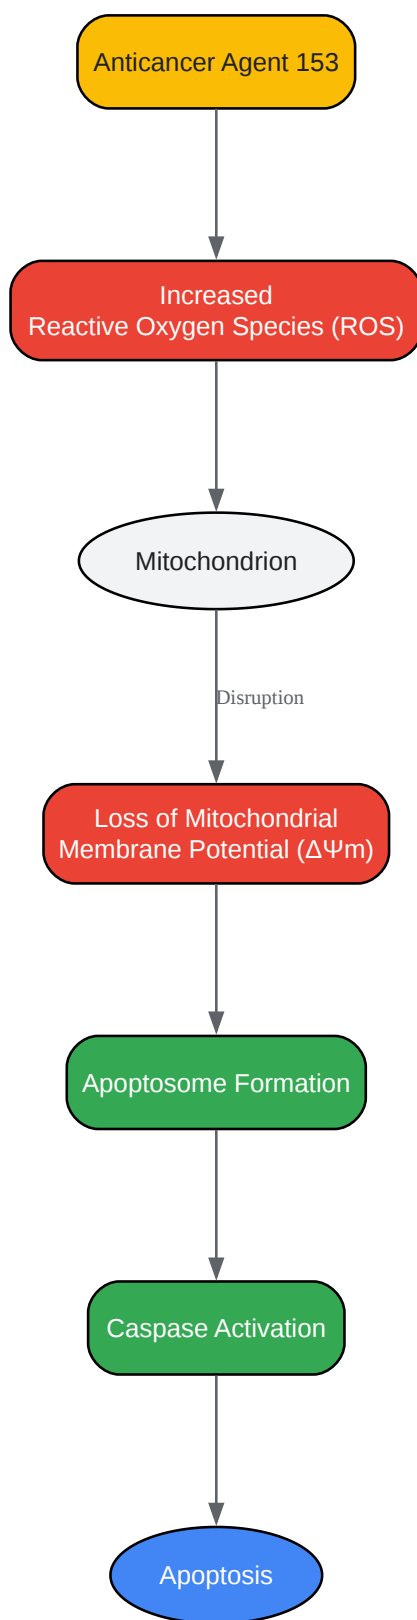 Anticancer Agent 153
Increased
Reactive Oxygen Species (ROS)
Mitochondrion
Disruption
Loss of Mitochondrial
Membrane Potential (ΔΨm)
Apoptosome Formation
Caspase Activation
Apoptosis